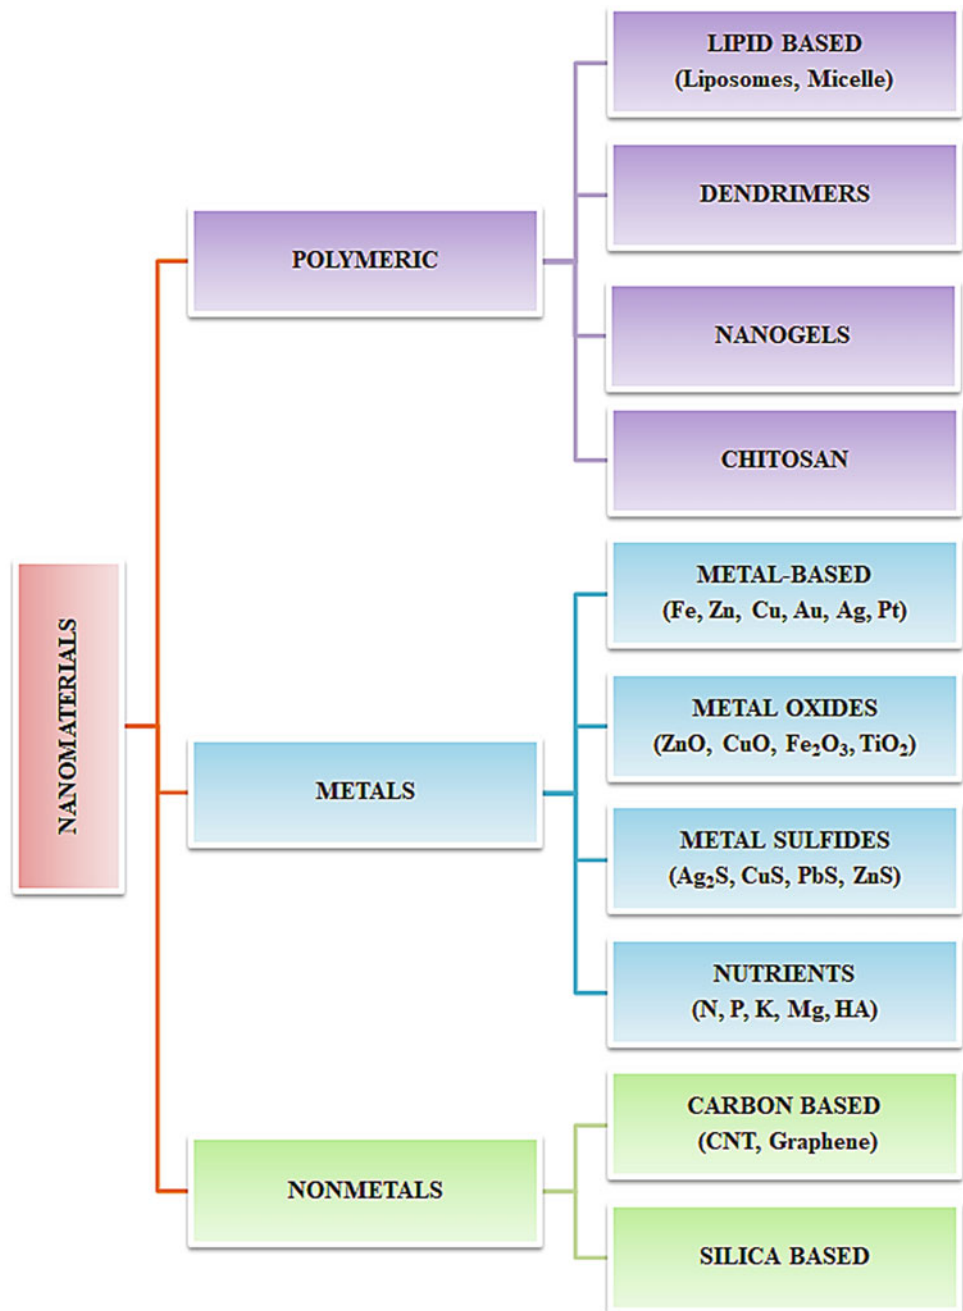 NANOMATERIALS
POLYMERIC
LIPID BASED
(Liposomes, Micelle)
DENDRIMERS
NANOGELS
CHITOSAN
METALS
METAL-BASED
(Fe, Zn, Cu, Au, Ag, Pt)
METAL OXIDES
(ZnO, CuO, Fe₂O₃, TiO₂)
METAL SULFIDES
(Ag₂S, CuS, PbS, ZnS)
NUTRIENTS
(N, P, K, Mg, HA)
NONMETALS
CARBON BASED
(CNT, Graphene)
SILICA BASED